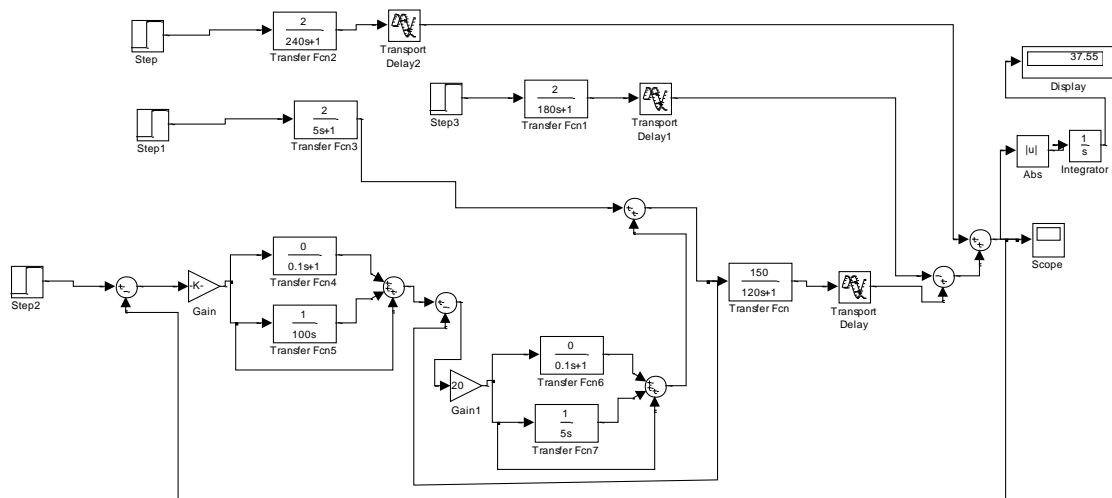 Step
2
240s+1
Transfer Fcn2
Transport
Delay2
37.55
Display
Step1
2
5s+1
Transfer Fcn3
Step3
2
180s+1
Transfer Fcn1
Transport
Delay1
|u|
Abs
1
s
Integrator
Scope
Step2
-K-
Gain
0
0.1s+1
Transfer Fcn4
1
100s
Transfer Fcn5
20
Gain1
0
0.1s+1
Transfer Fcn6
1
5s
Transfer Fcn7
150
120s+1
Transfer Fcn
Transport
Delay